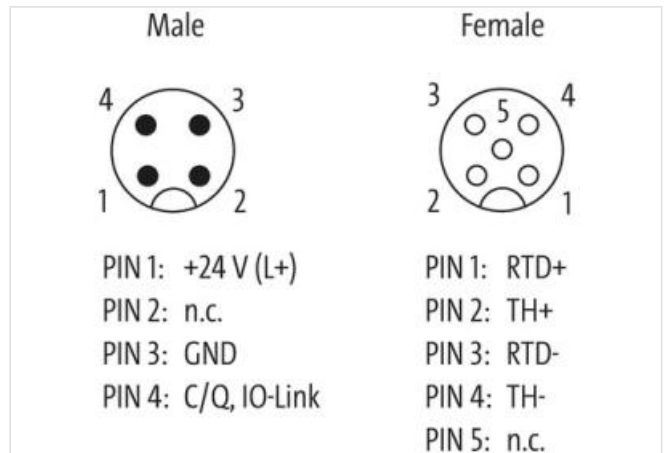 Male Female
4 3 3 5 4
1 2 2 1
PIN 1: +24 V (L+) PIN 1: RTD+
PIN 2: n.c. PIN 2: TH+
PIN 3: GND PIN 3: RTD-
PIN 4: C/Q, IO-Link PIN 4: TH-
PIN 5: n.c.